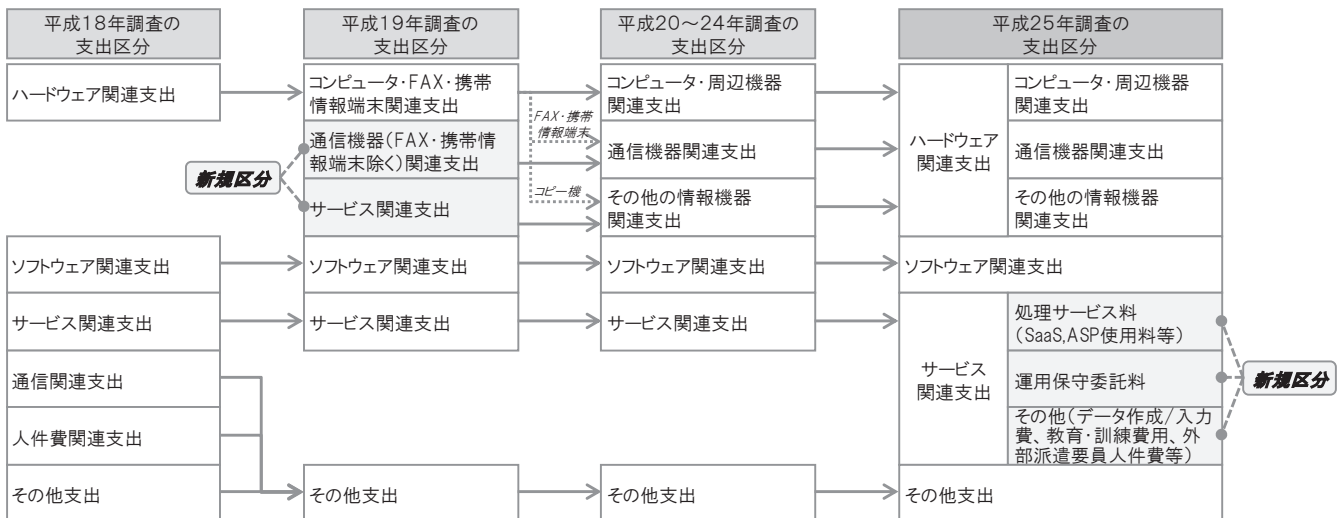 平成18年調査の
支出区分
平成19年調査の
支出区分
平成20～24年調査の
支出区分
平成25年調査の
支出区分
ハードウェア関連支出
コンピュータ・FAX・携帯
情報端末関連支出
通信機器(FAX・携帯情
報端末除く)関連支出
サービス関連支出
新規区分
FAX・携帯
情報端末
コピー機
コンピュータ・周辺機器
関連支出
通信機器関連支出
その他の情報機器
関連支出
ハードウェア
関連支出
コンピュータ・周辺機器
関連支出
通信機器関連支出
その他の情報機器
関連支出
ソフトウェア関連支出
ソフトウェア関連支出
ソフトウェア関連支出
ソフトウェア関連支出
サービス関連支出
サービス関連支出
サービス関連支出
サービス
関連支出
処理サービス料
(SaaS,ASP使用料等)
運用保守委託料
その他(データ作成/入力
費、教育・訓練費用、外
部派遣要員人件費等)
新規区分
通信関連支出
人件費関連支出
その他支出
その他支出
その他支出
その他支出